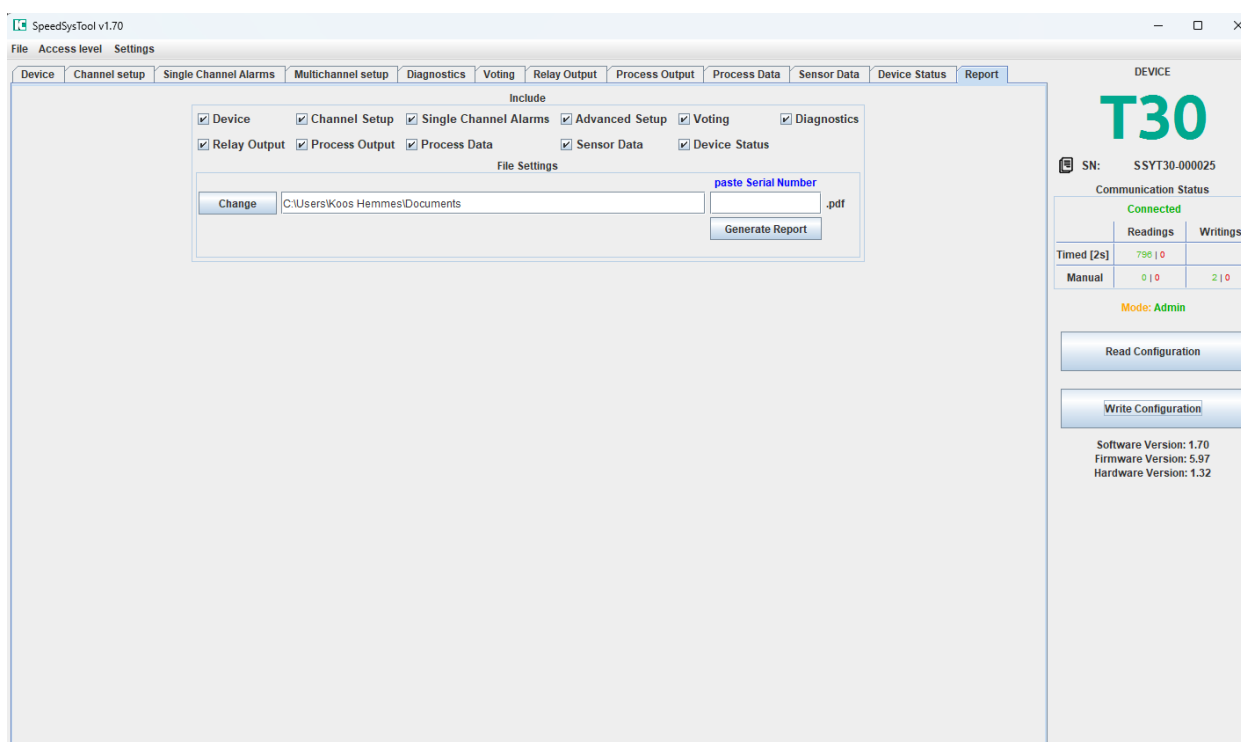 SpeedSysTool v1.70
File Access level Settings
Device Channel setup Single Channel Alarms Multichannel setup Diagnostics Voting Relay Output Process Output Process Data Sensor Data Device Status Report
Include
Device Channel Setup Single Channel Alarms Advanced Setup Voting Diagnostics
Relay Output Process Output Process Data Sensor Data Device Status
File Settings
paste Serial Number
Change C:\Users\Koos Hemmes\Documents .pdf
Generate Report
DEVICE
T30
SN: SSYT30-000025
Communication Status
Connected
Readings Writings
Timed [2s] 796 | 0
Manual 0 | 0 2 | 0
Mode: Admin
Read Configuration
Write Configuration
Software Version: 1.70
Firmware Version: 5.97
Hardware Version: 1.32